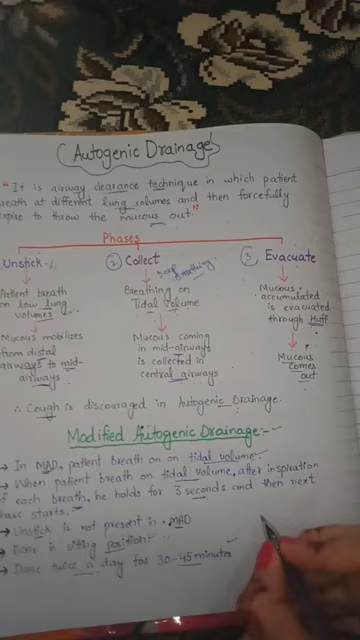 Autogenic Drainage
"It is airway clearance technique in which patient
breath at different lung volumes and then forcefully
expire to throw the mucous out."
Phases
Unstick
② Collect
③ Evacuate
Deep Breathing
Patient breath
on low lung
volumes
Breathing on
Tidal Volume
Mucous
accumulated
is evacuated
through Huff
Mucous mobilizes
from distal
airways to mid-
airways
Mucous coming
in mid-airways
is collected in
central airways
Mucous
comes
out
∴ Cough is discouraged in Autogenic Drainage.
Modified Autogenic Drainage:-
→ In MAD, patient breath on on tidal volume.
→ When patient breath on tidal volume, after inspiration
of each breath, he holds for 3 seconds and then next
phase starts.
→ Unstick is not present in MAD
→ Done in siting position
→ Done twice a day for 30-45 minutes